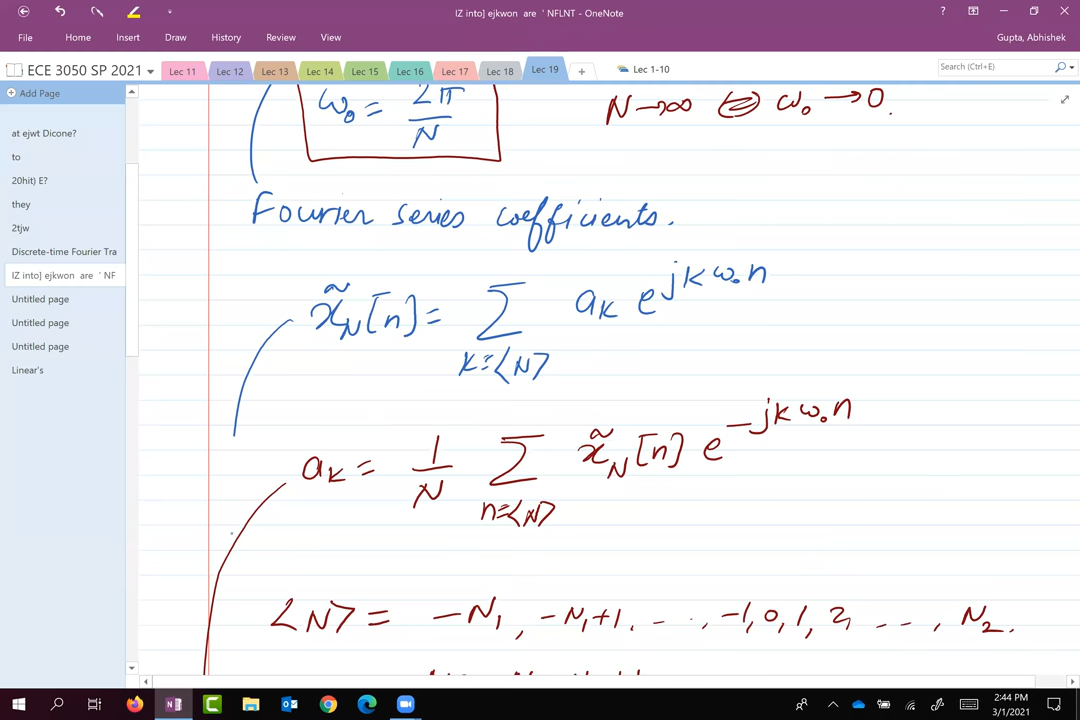 IZ into] ejkwon are ' NFLNT - OneNote
?
File Home Insert Draw History Review View
Gupta, Abhishek
ECE 3050 SP 2021
Lec 11 Lec 12 Lec 13 Lec 14 Lec 15 Lec 16 Lec 17 Lec 18 Lec 19 + Lec 1-10
Search (Ctrl+E)
Add Page
at ejwt Dicone?
to
20hit) E?
they
2tjw
Discrete-time Fourier Tra
IZ into] ejkwon are ' NF
Untitled page
Untitled page
Untitled page
Linear's
ω₀ = 2π/N
N→∞ ⇔ ω₀→0.
Fourier series coefficients.
x̃_N[n] = Σ_{k=<N>} a_k e^{jkω₀n}
a_k = 1/N Σ_{n=<N>} x̃_N[n] e^{-jkω₀n}
<N> = -N₁, -N₁+1, ..., -1, 0, 1, 2, ..., N₂.
2:44 PM
3/1/2021